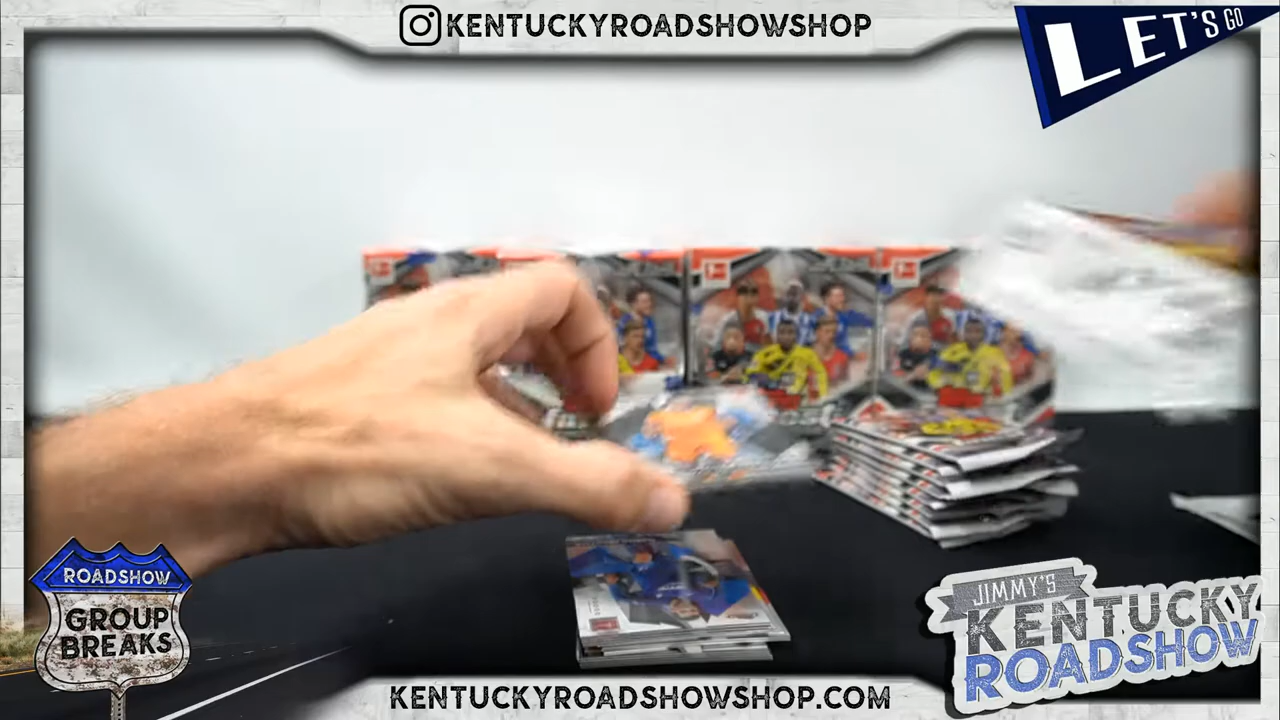 KENTUCKYROADSHOWSHOP
LET'S GO
ROADSHOW
GROUP
BREAKS
JIMMY'S
KENTUCKY
ROADSHOW
KENTUCKYROADSHOWSHOP.COM